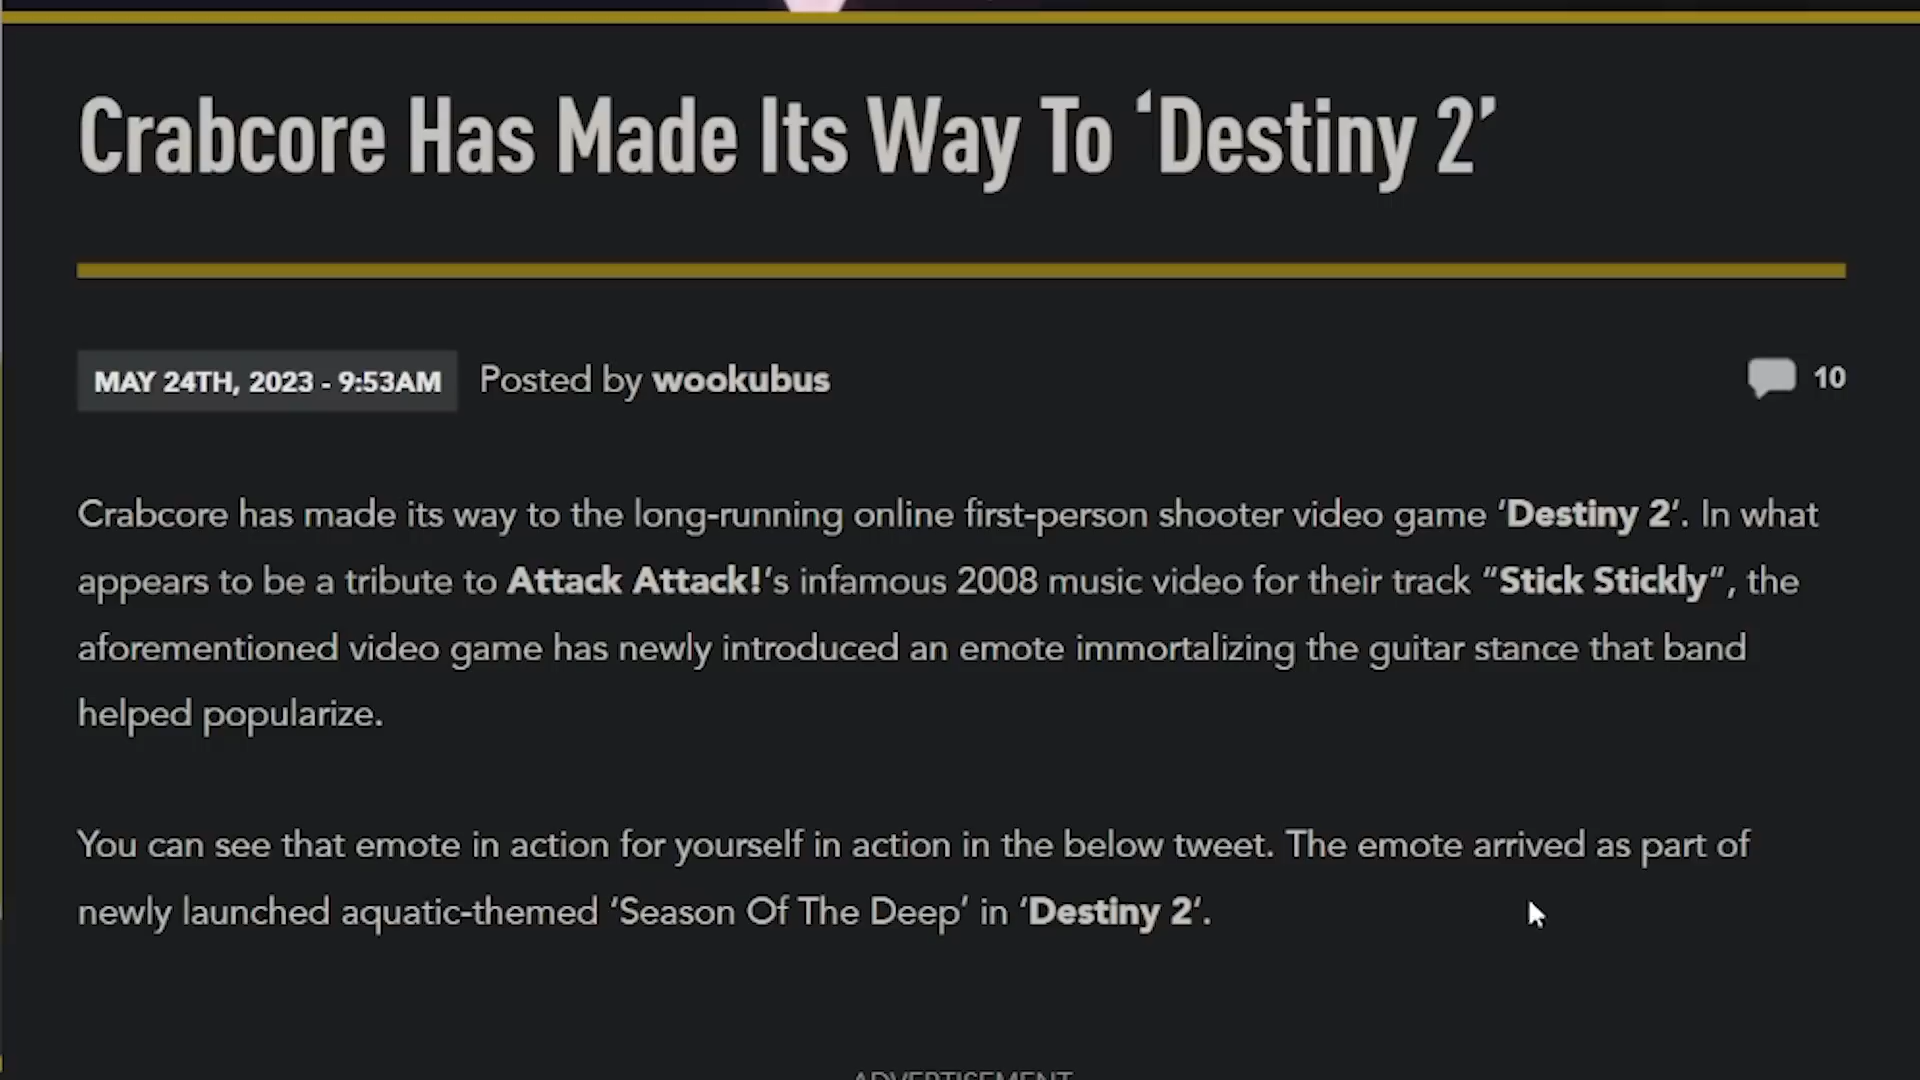 Crabcore Has Made Its Way To ‘Destiny 2’
MAY 24TH, 2023 - 9:53AM Posted by wookubus 10
Crabcore has made its way to the long-running online first-person shooter video game ‘Destiny 2‘. In what
appears to be a tribute to Attack Attack!‘s infamous 2008 music video for their track “Stick Stickly”, the
aforementioned video game has newly introduced an emote immortalizing the guitar stance that band
helped popularize.
You can see that emote in action for yourself in action in the below tweet. The emote arrived as part of
newly launched aquatic-themed ‘Season Of The Deep’ in ‘Destiny 2‘.
ADVERTISEMENT